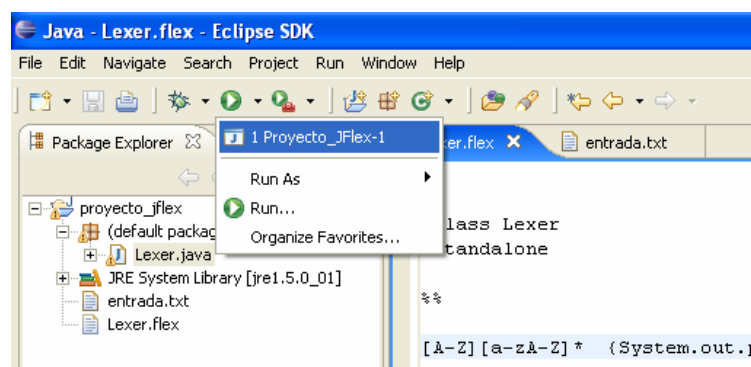 Java - Lexer.flex - Eclipse SDK
File Edit Navigate Search Project Run Window Help
Package Explorer
1 Proyecto_JFlex-1
er.flex
entrada.txt
Run As
Run...
Organize Favorites...
proyecto_jflex
(default packag
Lexer.java
JRE System Library [jre1.5.0_01]
entrada.txt
Lexer.flex
lass Lexer
tandalone
%%
[A-Z][a-zA-Z]* {System.out.p